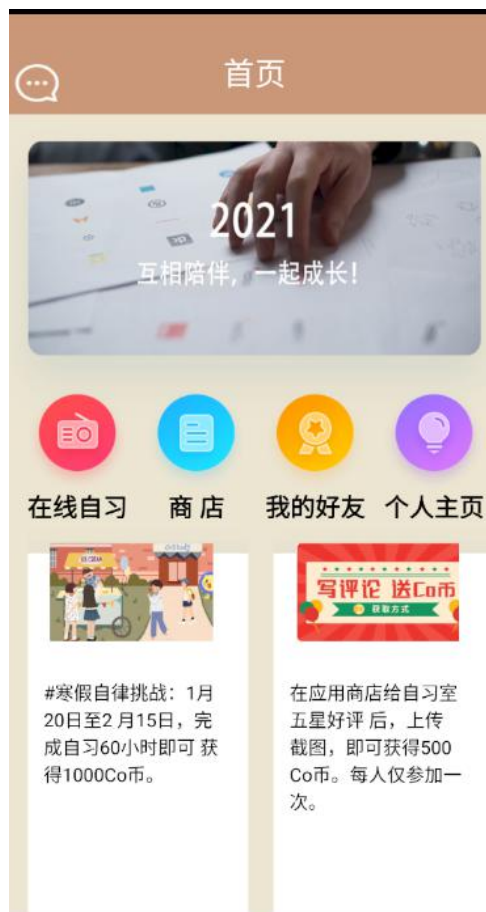 首页
2021
互相陪伴，一起成长！
在线自习
商 店
我的好友
个人主页
ICE CREAM
写评论 送Co币
获取方式
#寒假自律挑战：1月
20日至2 月15日，完
成自习60小时即可 获
得1000Co币。
在应用商店给自习室
五星好评 后，上传
截图，即可获得500
Co币。每人仅参加一
次。